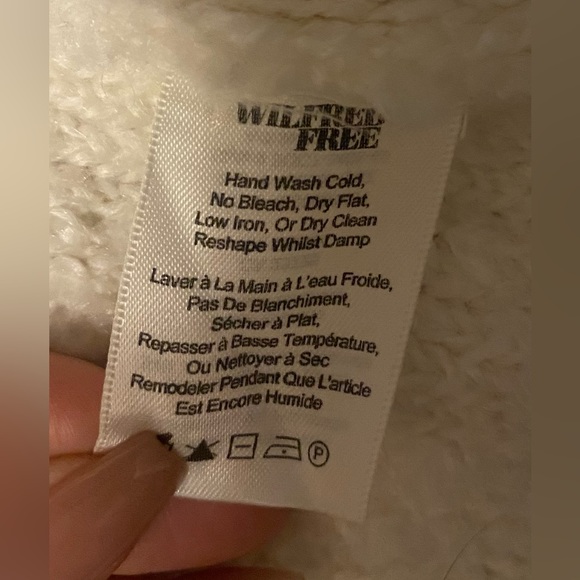 WILFRED
FREE
Hand Wash Cold,
No Bleach, Dry Flat,
Low Iron, Or Dry Clean
Reshape Whilst Damp
Laver à La Main à L'eau Froide,
Pas De Blanchiment,
Sécher à Plat,
Repasser à Basse Température,
Ou Nettoyer à Sec
Remodeler Pendant Que L'article
Est Encore Humide
P